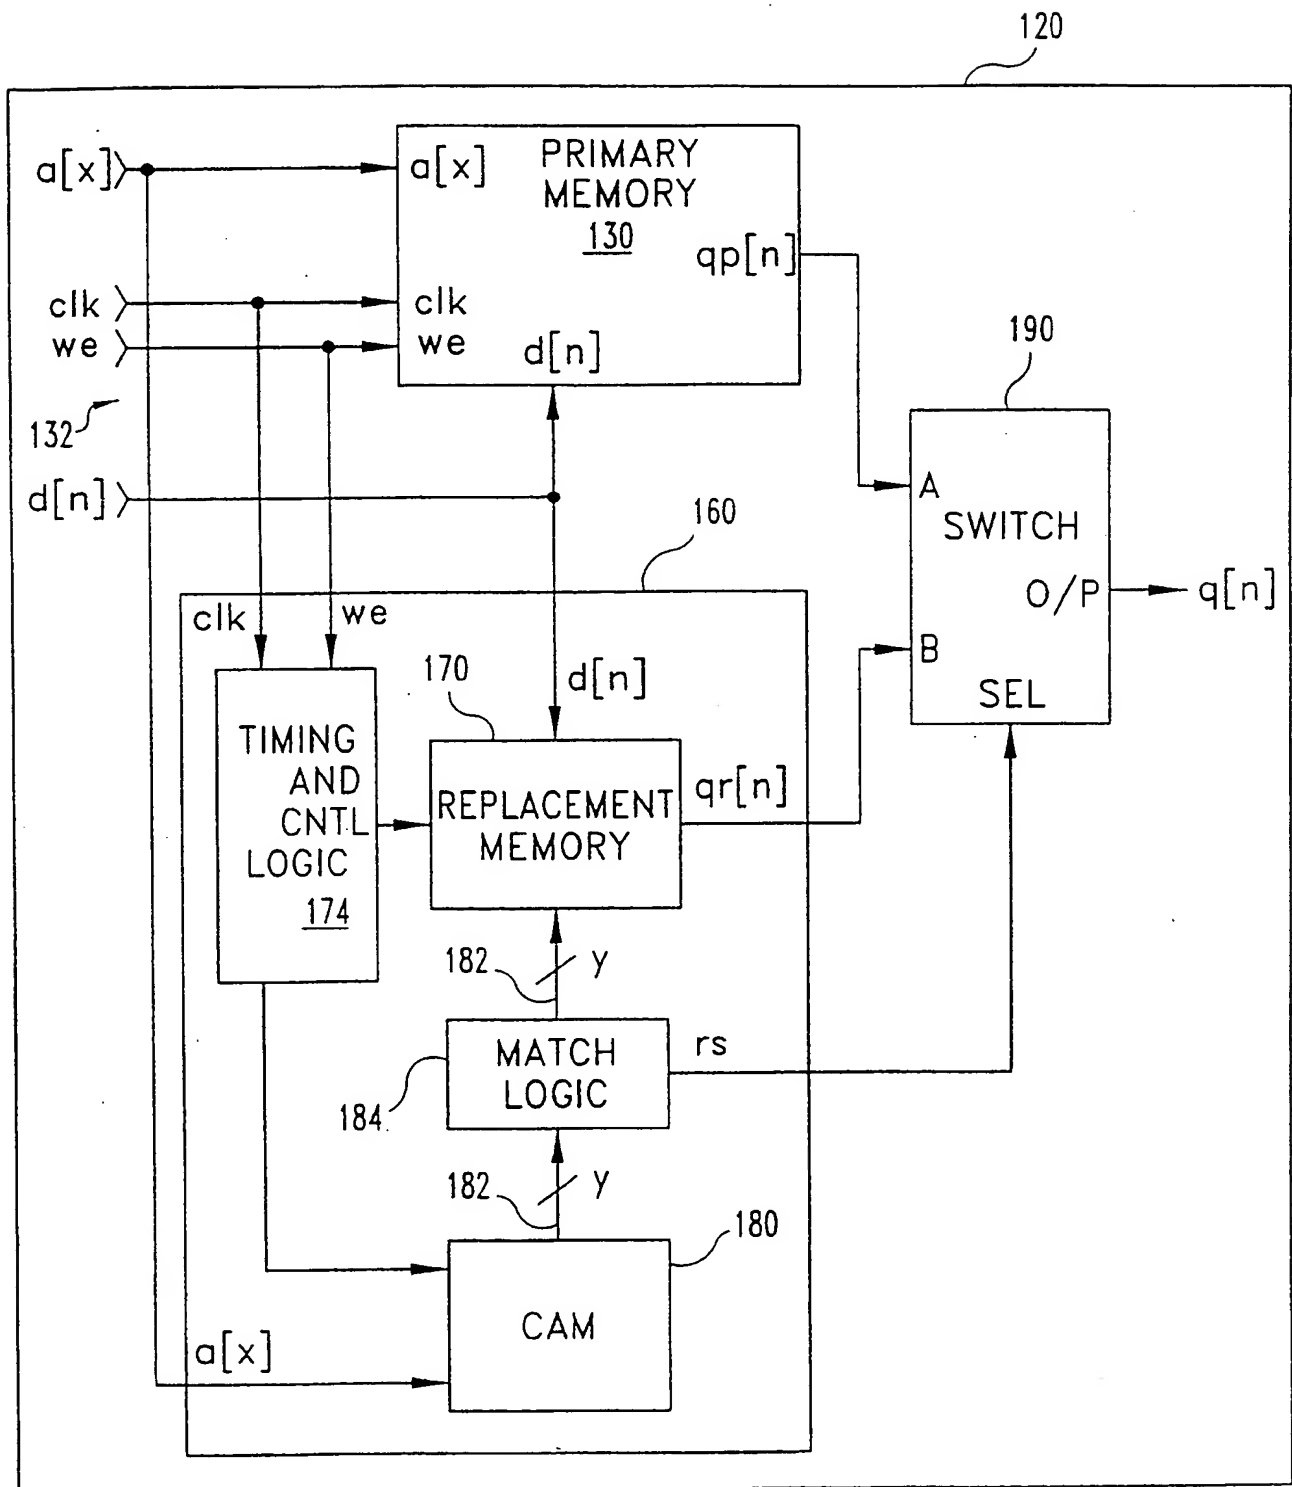 120
a[x]
a[x]
PRIMARY
MEMORY
130
qp[n]
clk
clk
we
we
d[n]
190
132
d[n]
160
A
SWITCH
O/P
q[n]
B
SEL
clk
we
170
d[n]
TIMING
AND
CNTL
LOGIC
174
REPLACEMENT
MEMORY
qr[n]
182
y
MATCH
LOGIC
rs
184
182
y
180
CAM
a[x]